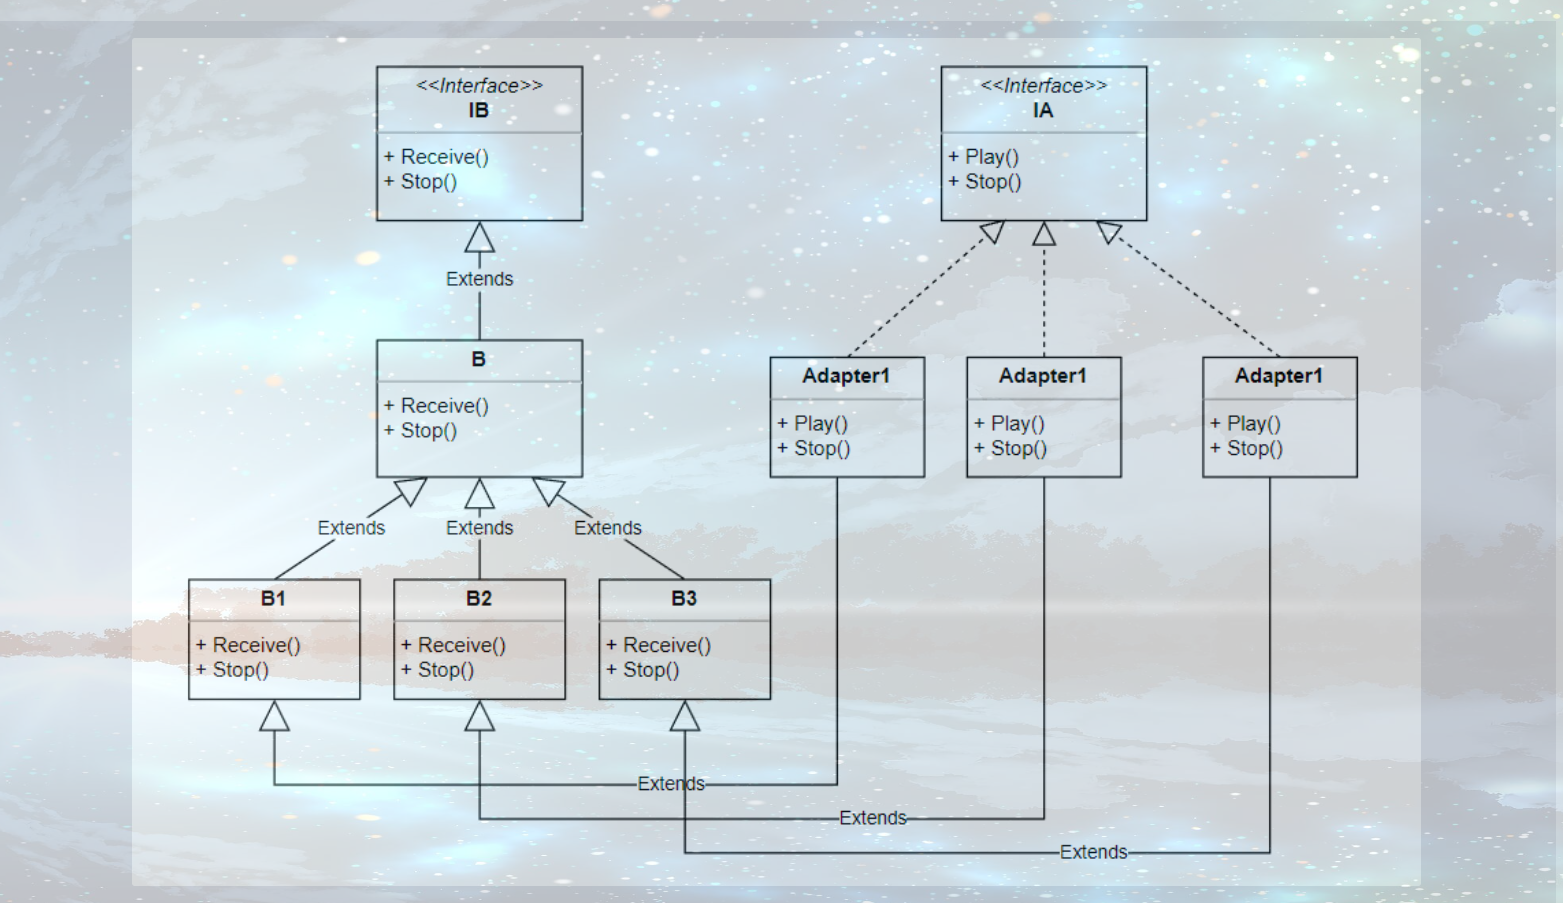 <<Interface>>
IB
+ Receive()
+ Stop()
<<Interface>>
IA
+ Play()
+ Stop()
Extends
B
+ Receive()
+ Stop()
Adapter1
+ Play()
+ Stop()
Adapter1
+ Play()
+ Stop()
Adapter1
+ Play()
+ Stop()
Extends
Extends
Extends
B1
+ Receive()
+ Stop()
B2
+ Receive()
+ Stop()
B3
+ Receive()
+ Stop()
Extends
Extends
Extends